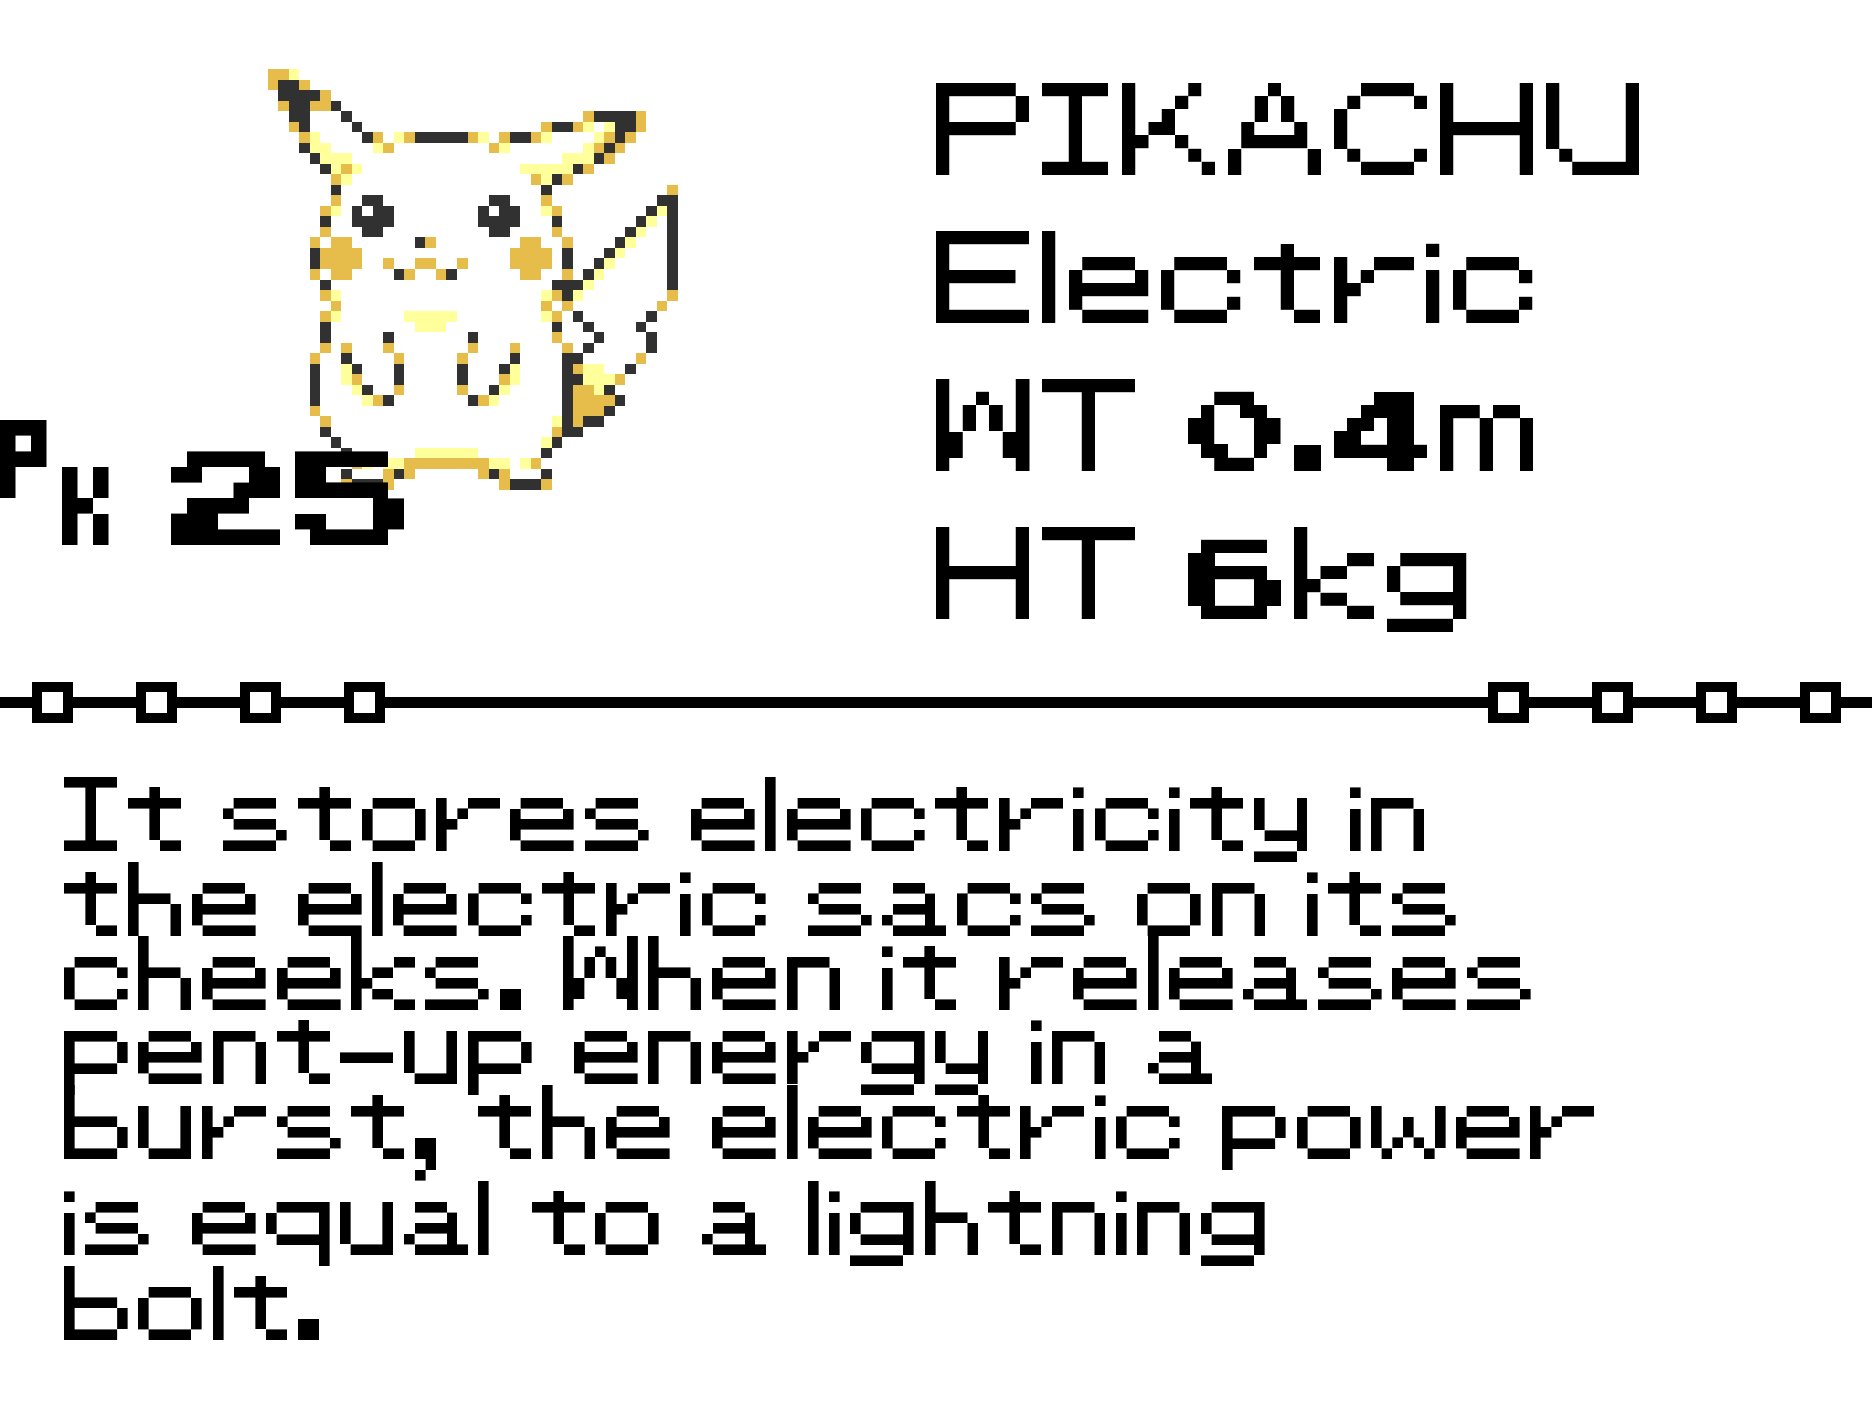 PIKACHU
Electric
WT 0.4m
HT 6kg
Pk 25
It stores electricity in
the electric sacs on its
cheeks. When it releases
pent-up energy in a
burst, the electric power
is equal to a lightning
bolt.